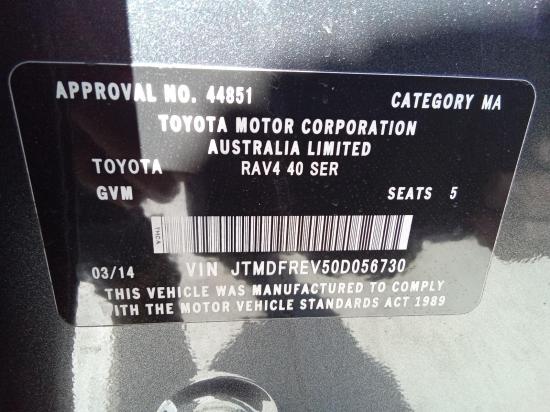 APPROVAL NO. 44851 CATEGORY MA
TOYOTA MOTOR CORPORATION
AUSTRALIA LIMITED
TOYOTA RAV4 40 SER
GVM SEATS 5
THCA
03/14 VIN JTMDFREV50D056730
THIS VEHICLE WAS MANUFACTURED TO COMPLY
WITH THE MOTOR VEHICLE STANDARDS ACT 1989